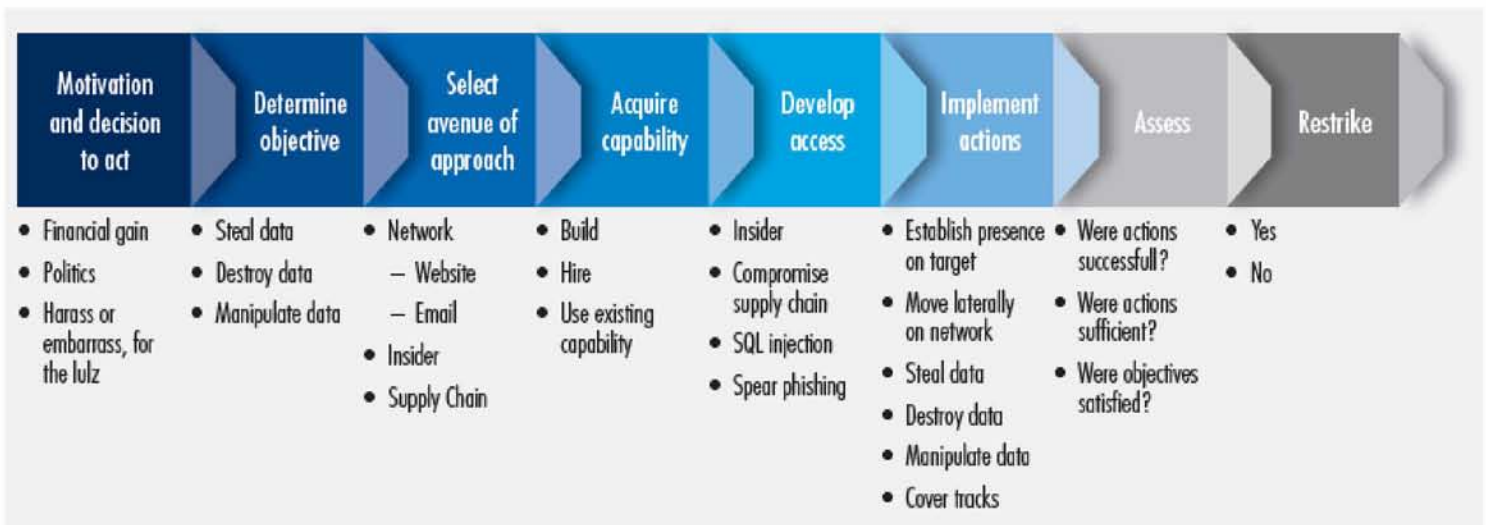 Motivation
and decision
to act
Determine
objective
Select
avenue of
approach
Acquire
capability
Develop
access
Implement
actions
Assess
Restrike
• Financial gain
• Politics
• Harass or
embarrass, for
the lulz
• Steal data
• Destroy data
• Manipulate data
• Network
– Website
– Email
• Insider
• Supply Chain
• Build
• Hire
• Use existing
capability
• Insider
• Compromise
supply chain
• SQL injection
• Spear phishing
• Establish presence
on target
• Move laterally
on network
• Steal data
• Destroy data
• Manipulate data
• Cover tracks
• Were actions
successfull?
• Were actions
sufficient?
• Were objectives
satisfied?
• Yes
• No